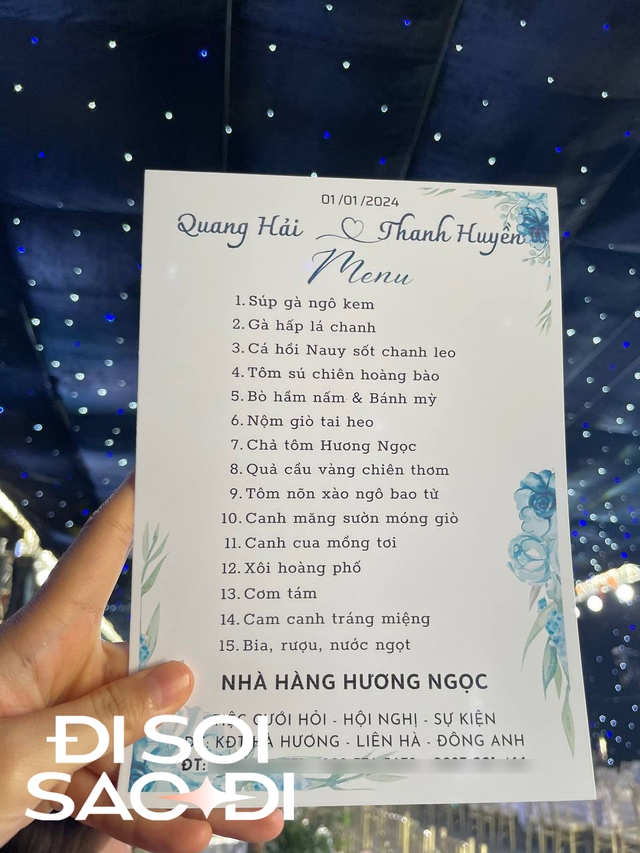 01/01/2024
Quang Hải Thanh Huyền
Menu
1. Súp gà ngô kem
2. Gà hấp lá chanh
3. Cá hồi Nauy sốt chanh leo
4. Tôm sú chiên hoàng bào
5. Bò hầm nấm & Bánh mỳ
6. Nộm giò tai heo
7. Chả tôm Hương Ngọc
8. Quả cầu vàng chiên thơm
9. Tôm nõn xào ngô bao tử
10. Canh măng sườn móng giò
11. Canh cua mồng tơi
12. Xôi hoàng phố
13. Cơm tám
14. Cam canh tráng miệng
15. Bia, rượu, nước ngọt
NHÀ HÀNG HƯƠNG NGỌC
CƯỚI HỎI - HỘI NGHỊ - SỰ KIỆN
HƯƠNG - LIÊN HÀ - ĐÔNG ANH
ĐT:
ĐI SOI
SAO ĐI